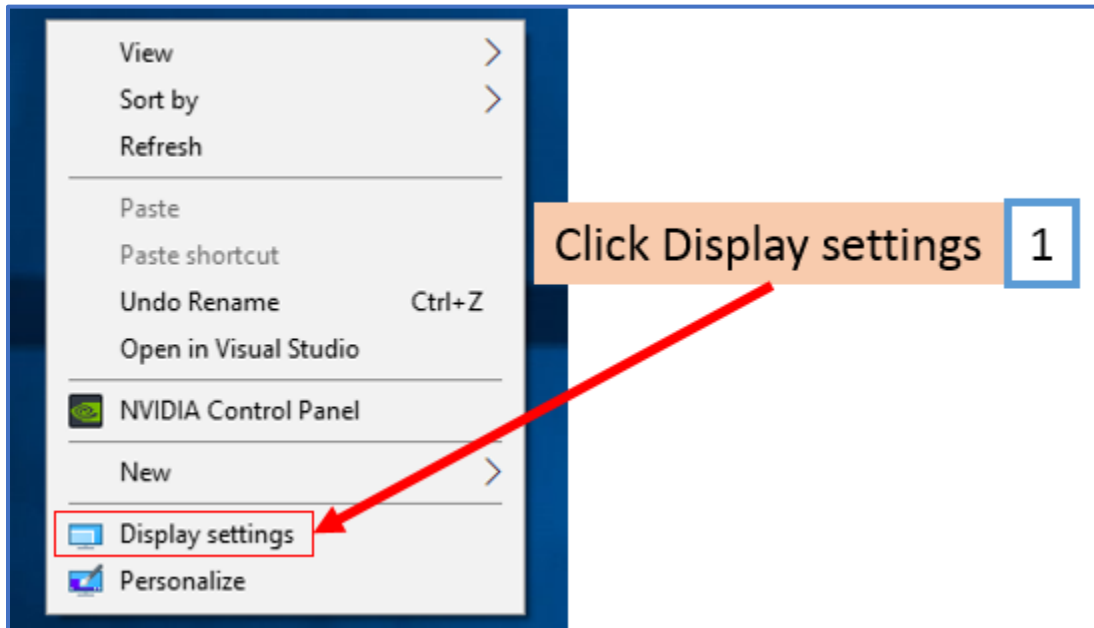 View
Sort by
Refresh
Paste
Paste shortcut
Undo Rename Ctrl+Z
Open in Visual Studio
NVIDIA Control Panel
New
Display settings
Personalize
Click Display settings 1